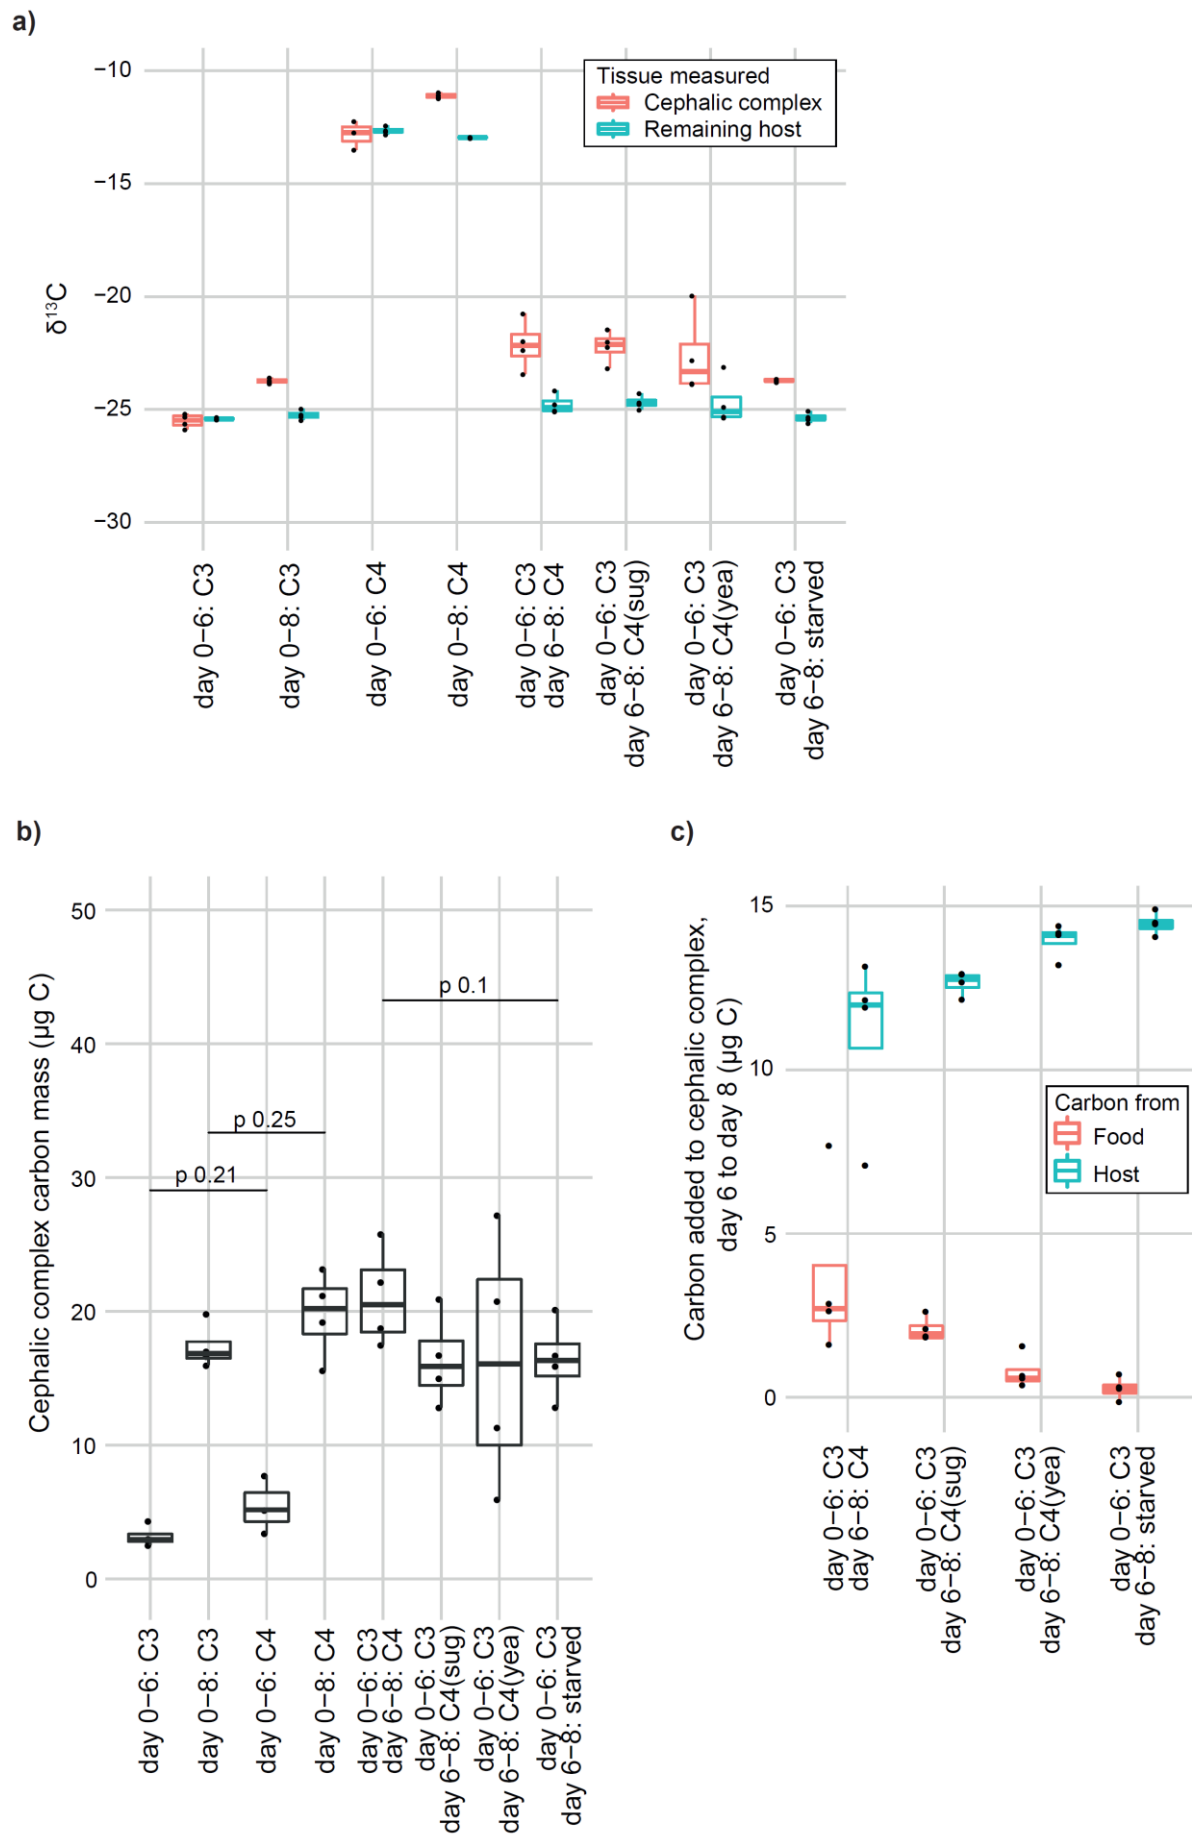 a)
−10
−15
−20
−25
−30
δ¹³C
Tissue measured
Cephalic complex
Remaining host
day 0−6: C3
day 0−8: C3
day 0−6: C4
day 0−8: C4
day 0−6: C3
day 6−8: C4
day 0−6: C3
day 6−8: C4(sug)
day 0−6: C3
day 6−8: C4(yea)
day 0−6: C3
day 6−8: starved
b)
50
40
30
20
10
0
Cephalic complex carbon mass (µg C)
p 0.1
p 0.25
p 0.21
day 0−6: C3
day 0−8: C3
day 0−6: C4
day 0−8: C4
day 0−6: C3
day 6−8: C4
day 0−6: C3
day 6−8: C4(sug)
day 0−6: C3
day 6−8: C4(yea)
day 0−6: C3
day 6−8: starved
c)
15
10
5
0
Carbon added to cephalic complex,
day 6 to day 8 (µg C)
Carbon from
Food
Host
day 0−6: C3
day 6−8: C4
day 0−6: C3
day 6−8: C4(sug)
day 0−6: C3
day 6−8: C4(yea)
day 0−6: C3
day 6−8: starved